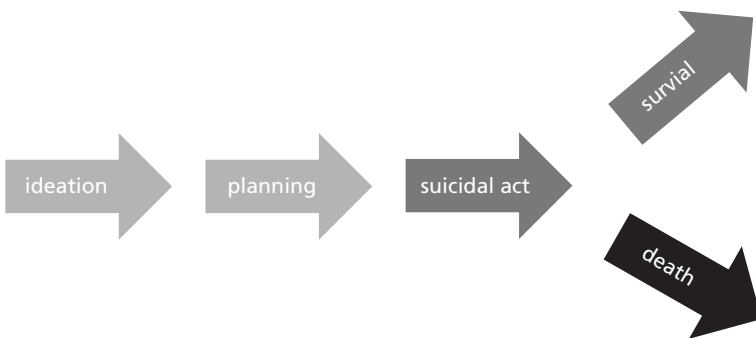 ideation
planning
suicidal act
survial
death